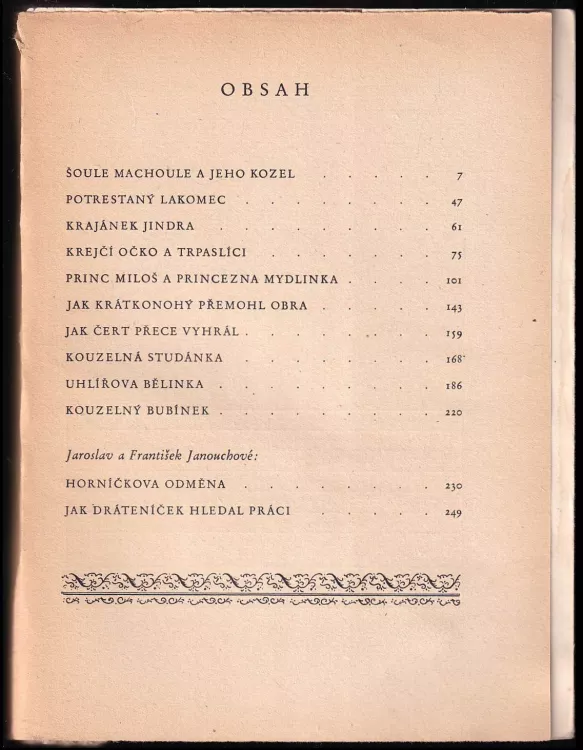 OBSAH
ŠOULE MACHOULE A JEHO KOZEL . . . . . 7
POTRESTANÝ LAKOMEC . . . . . . . . 47
KRAJÁNEK JINDRA . . . . . . . . . 61
KREJČÍ OČKO A TRPASLÍCI . . . . . . . 75
PRINC MILOŠ A PRINCEZNA MYDLINKA . . . . 101
JAK KRÁTKONOHÝ PŘEMOHL OBRA . . . . . 143
JAK ČERT PŘECE VYHRÁL . . . . . . . . 159
KOUZELNÁ STUDÁNKA . . . . . . . . 168
UHLÍŘOVA BĚLINKA . . . . . . . . . 186
KOUZELNÝ BUBÍNEK . . . . . . . . . 220
Jaroslav a František Janouchové:
HORNÍČKOVA ODMĚNA . . . . . . . . 230
JAK DRÁTENÍČEK HLEDAL PRÁCI . . . . . 249